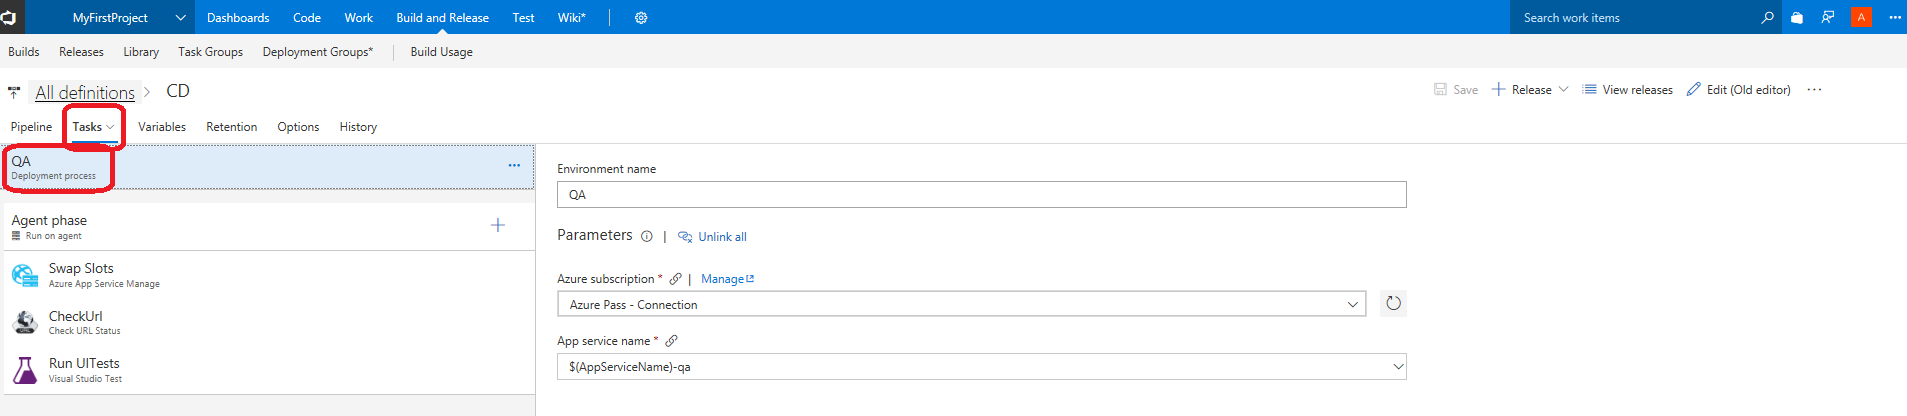 MyFirstProject Dashboards Code Work Build and Release Test Wiki* Search work items A
Builds Releases Library Task Groups Deployment Groups* Build Usage
All definitions > CD Save Release View releases Edit (Old editor) ...
Pipeline Tasks Variables Retention Options History
QA
Deployment process
Environment name
QA
Agent phase
Run on agent
Parameters | Unlink all
Swap Slots
Azure App Service Manage
Azure subscription * | Manage
Azure Pass - Connection
CheckUrl
Check URL Status
App service name *
Run UITests
Visual Studio Test
$(AppServiceName)-qa